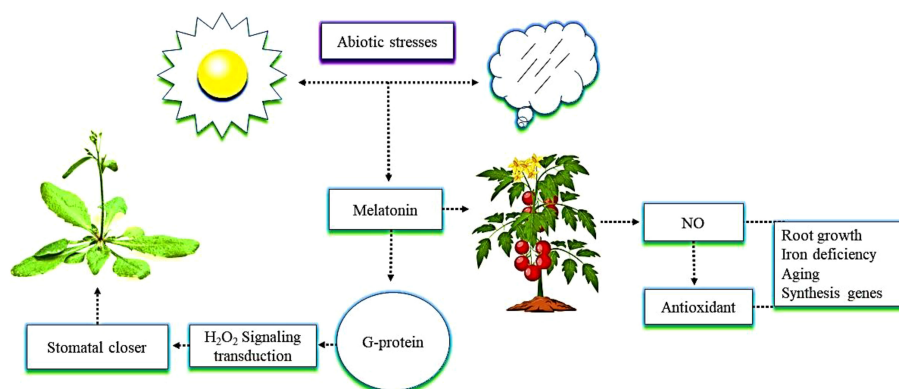 Abiotic stresses
Melatonin
NO
Root growth
Iron deficiency
Aging
Synthesis genes
Antioxidant
G-protein
H₂O₂ Signaling
transduction
Stomatal closer